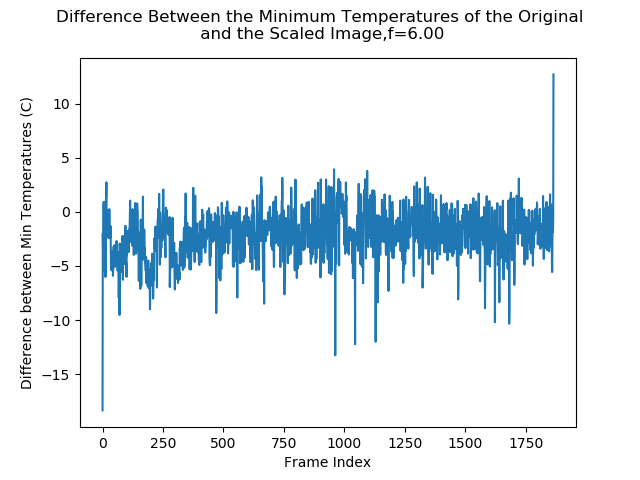 Difference Between the Minimum Temperatures of the Original
and the Scaled Image,f=6.00
10
5
0
−5
−10
−15
Difference between Min Temperatures (C)
0 250 500 750 1000 1250 1500 1750
Frame Index